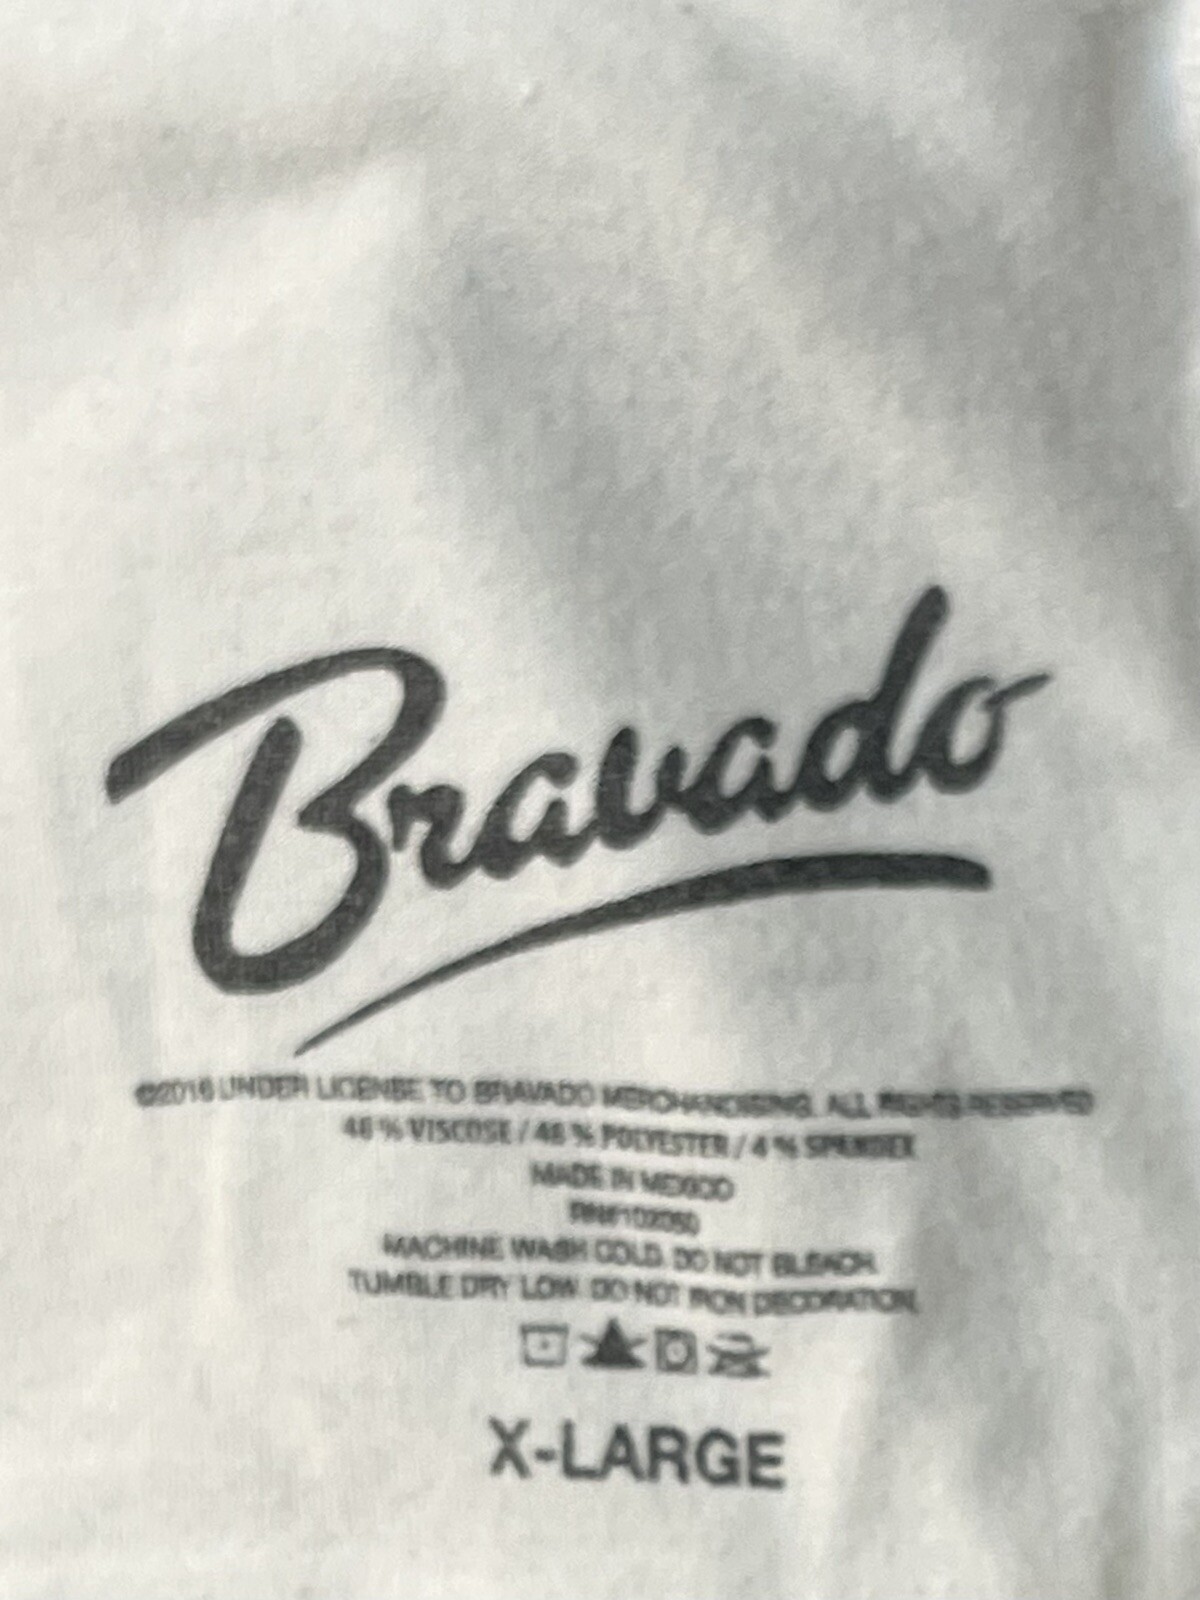 Bravado
©2016 UNDER LICENSE TO BRAVADO MERCHANDISING. ALL RIGHTS RESERVED
48 % VISCOSE / 48 % POLYESTER / 4 % SPANDEX
MADE IN MEXICO
MACHINE WASH COLD. DO NOT BLEACH.
TUMBLE DRY LOW. DO NOT IRON DECORATION.
X-LARGE